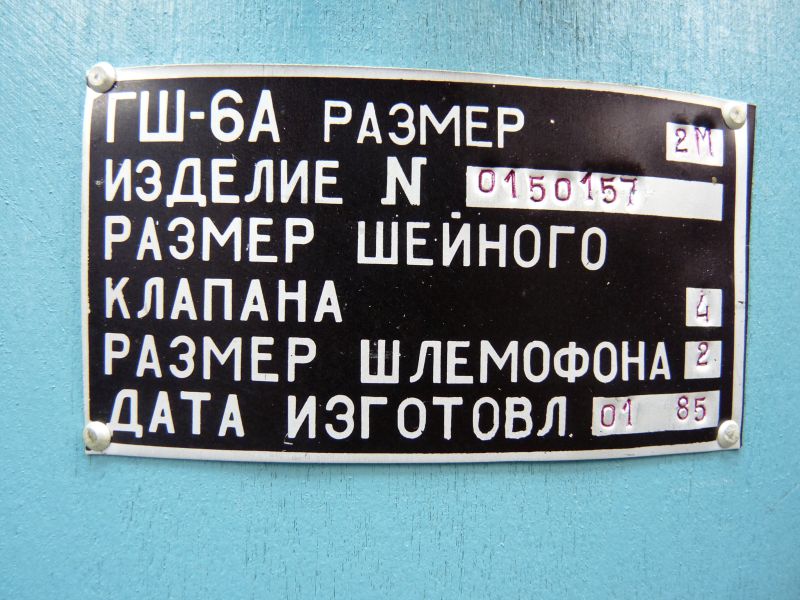 ГШ-6А РАЗМЕР 2М
ИЗДЕЛИЕ N 0150157
РАЗМЕР ШЕЙНОГО
КЛАПАНА 4
РАЗМЕР ШЛЕМОФОНА 2
ДАТА ИЗГОТОВЛ. 01 85